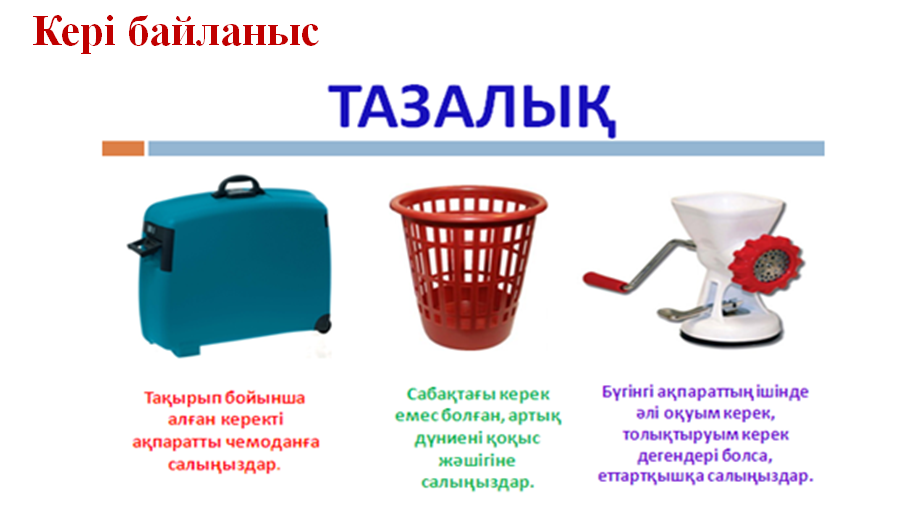 Кері байланыс
ТАЗАЛЫҚ
Тақырып бойынша
алған керекті
ақпаратты чемоданға
салыңыздар.
Сабақтағы керек
емес болған, артық
дүниені қоқыс
жәшігіне
салыңыздар.
Бүгінгі ақпараттың ішінде
әлі оқуым керек,
толықтыруым керек
дегендері болса,
еттартқышқа салыңыздар.